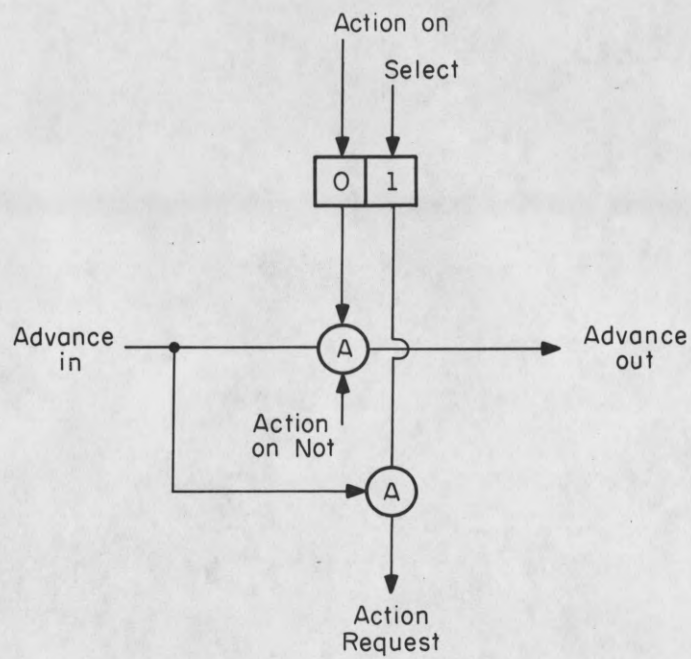 Action on
Select
0 1
Advance
in
A
Advance
out
Action
on Not
A
Action
Request